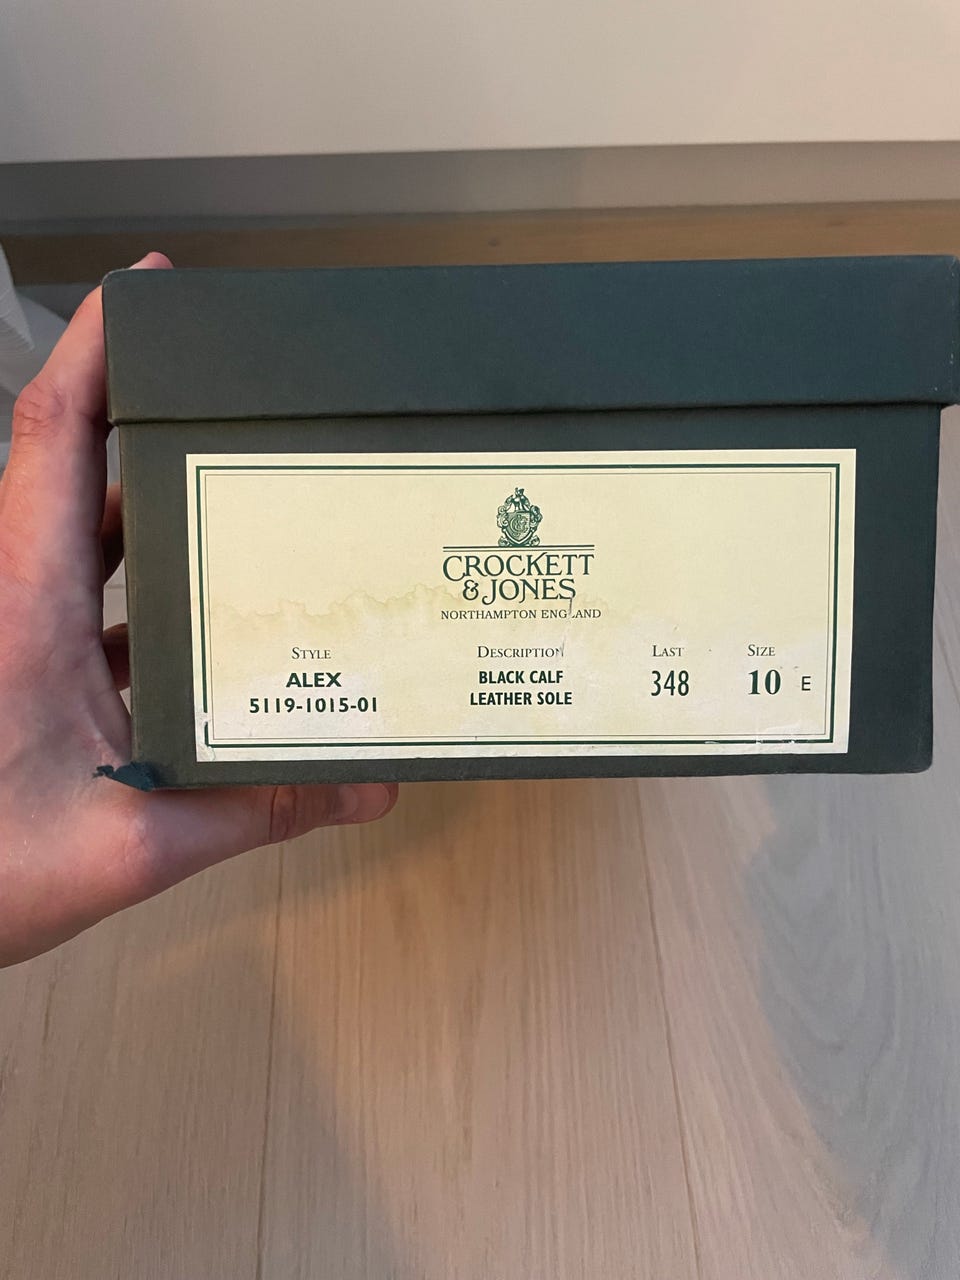 CROCKETT
& JONES
NORTHAMPTON ENGLAND
STYLE
ALEX
5119-1015-01
DESCRIPTION
BLACK CALF
LEATHER SOLE
LAST
348
SIZE
10 E